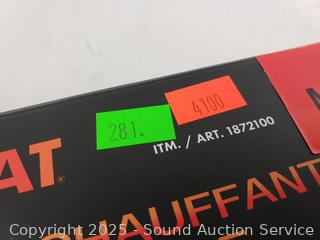 281.
4100
ITM. / ART. 1872100
AT®
CHAUFFANT
Copyright 2025 - Sound Auction Service